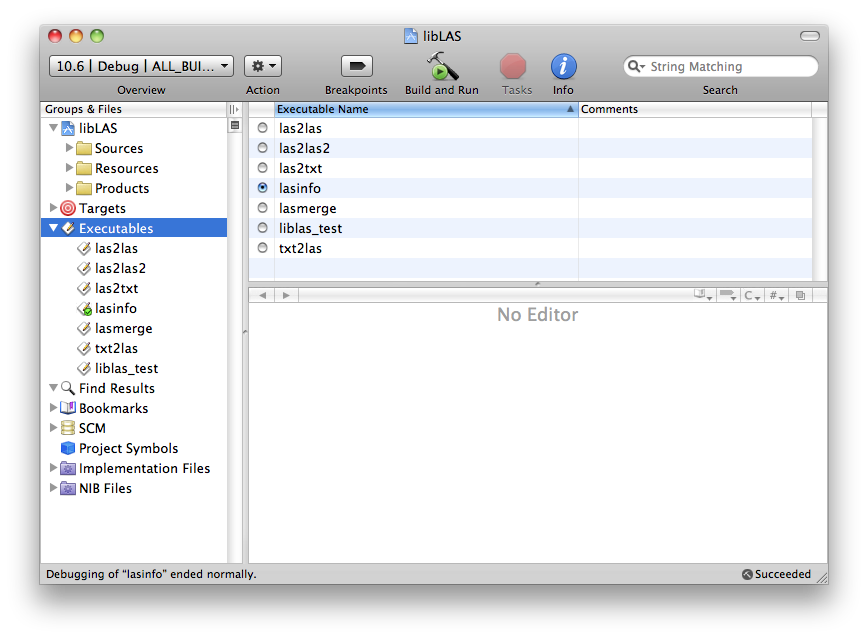 libLAS
10.6 | Debug | ALL_BUI...
String Matching
Overview
Action
Breakpoints
Build and Run
Tasks
Info
Search
Groups & Files
libLAS
Sources
Resources
Products
Targets
Executables
las2las
las2las2
las2txt
lasinfo
lasmerge
txt2las
liblas_test
Find Results
Bookmarks
SCM
Project Symbols
Implementation Files
NIB Files
Executable Name
Comments
las2las
las2las2
las2txt
lasinfo
lasmerge
liblas_test
txt2las
C
#
No Editor
Debugging of “lasinfo” ended normally.
Succeeded